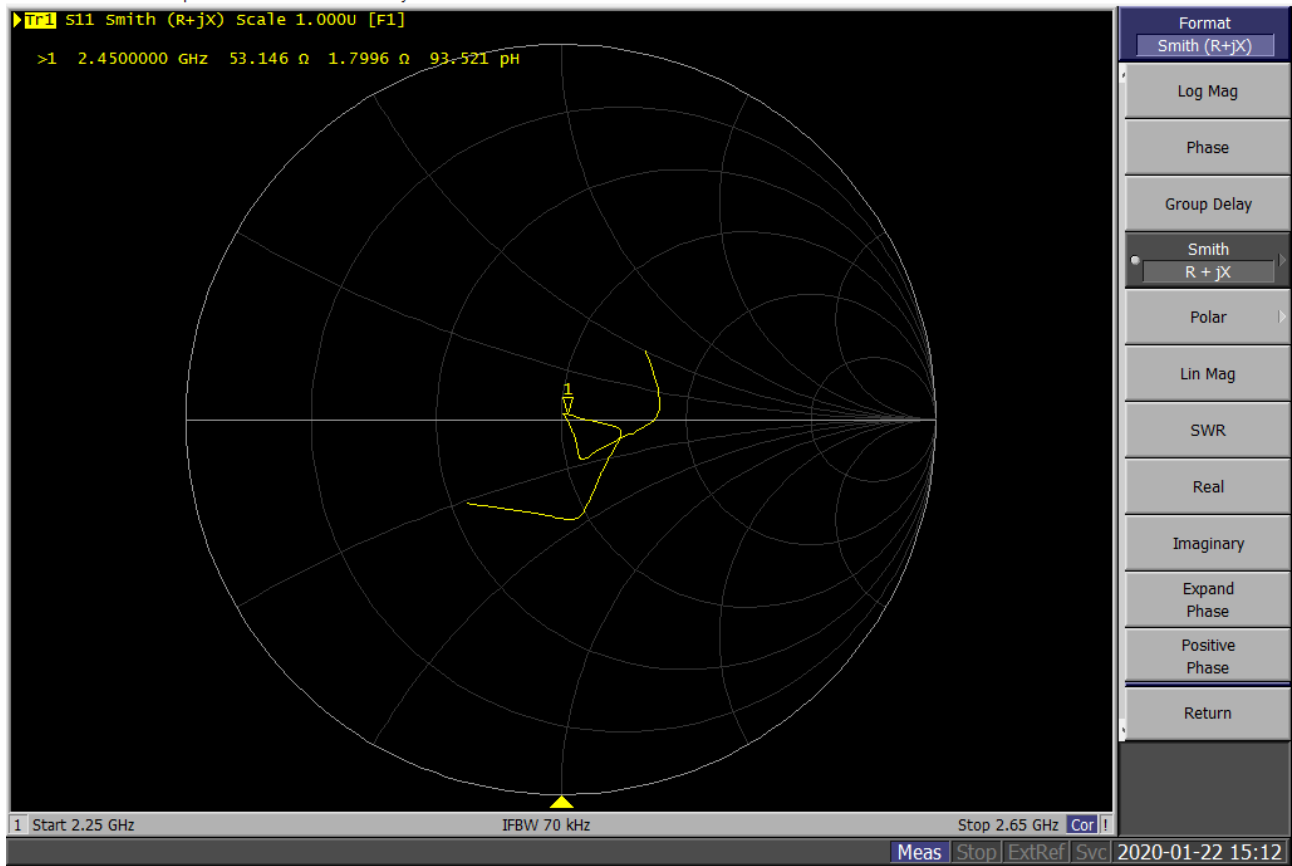 Tr1 S11 Smith (R+jX) Scale 1.000U [F1]
>1 2.4500000 GHz 53.146 Ω 1.7996 Ω 93.521 pH
1
1 Start 2.25 GHz IFBW 70 kHz Stop 2.65 GHz Cor !
Meas Stop ExtRef Svc 2020-01-22 15:12
Format
Smith (R+jX)
Log Mag
Phase
Group Delay
Smith
R + jX
Polar
Lin Mag
SWR
Real
Imaginary
Expand
Phase
Positive
Phase
Return